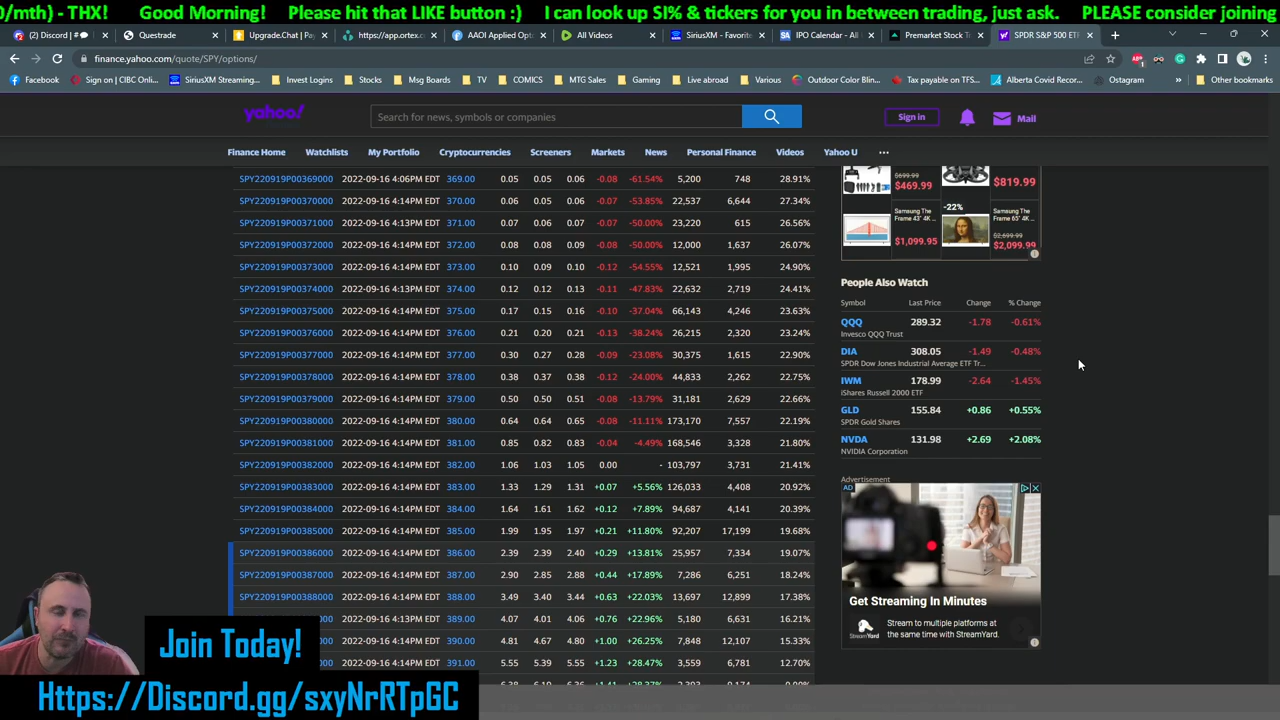 0/mth) - THX! Good Morning! Please hit that LIKE button :) I can look up SI% & tickers for you in between trading, just ask. PLEASE consider joining
Discord | # Questrade Upgrade.Chat | Pay https://app.ortex.co AAOI Applied Opt All Videos SiriusXM - Favorite IPO Calendar - All Premarket Stock Tr SPDR S&P 500 ETF
finance.yahoo.com/quote/SPY/options/
Facebook Sign on | CIBC Onli... SiriusXM Streaming... Invest Logins Stocks Msg Boards TV COMICS MTG Sales Gaming Live abroad Various Outdoor Color Blin... Tax payable on TFS... Alberta Covid Recor... Ostagram » Other bookmarks
yahoo! Search for news, symbols or companies Sign in Mail
Finance Home Watchlists My Portfolio Cryptocurrencies Screeners Markets News Personal Finance Videos Yahoo U ...
SPY220919P00369000 2022-09-16 4:06PM EDT 369.00 0.05 0.05 0.06 -0.08 -61.54% 5,200 748 28.91%
SPY220919P00370000 2022-09-16 4:14PM EDT 370.00 0.06 0.05 0.06 -0.07 -53.85% 22,537 6,644 27.34%
SPY220919P00371000 2022-09-16 4:13PM EDT 371.00 0.07 0.06 0.07 -0.07 -50.00% 23,220 615 26.56%
SPY220919P00372000 2022-09-16 4:14PM EDT 372.00 0.08 0.08 0.09 -0.08 -50.00% 12,000 1,637 26.07%
SPY220919P00373000 2022-09-16 4:14PM EDT 373.00 0.10 0.09 0.10 -0.12 -54.55% 12,521 1,995 24.90%
SPY220919P00374000 2022-09-16 4:13PM EDT 374.00 0.12 0.12 0.13 -0.11 -47.83% 22,632 2,719 24.41%
SPY220919P00375000 2022-09-16 4:14PM EDT 375.00 0.17 0.15 0.16 -0.10 -37.04% 66,143 4,246 23.63%
SPY220919P00376000 2022-09-16 4:14PM EDT 376.00 0.21 0.20 0.21 -0.13 -38.24% 26,215 2,320 23.24%
SPY220919P00377000 2022-09-16 4:14PM EDT 377.00 0.30 0.27 0.28 -0.09 -23.08% 30,375 1,615 22.90%
SPY220919P00378000 2022-09-16 4:14PM EDT 378.00 0.38 0.37 0.38 -0.12 -24.00% 44,833 2,262 22.75%
SPY220919P00379000 2022-09-16 4:14PM EDT 379.00 0.50 0.50 0.51 -0.08 -13.79% 31,181 2,629 22.66%
SPY220919P00380000 2022-09-16 4:14PM EDT 380.00 0.64 0.64 0.65 -0.08 -11.11% 173,170 7,557 22.19%
SPY220919P00381000 2022-09-16 4:14PM EDT 381.00 0.85 0.82 0.83 -0.04 -4.49% 168,546 3,328 21.80%
SPY220919P00382000 2022-09-16 4:14PM EDT 382.00 1.06 1.03 1.05 0.00 - 103,797 3,731 21.41%
SPY220919P00383000 2022-09-16 4:14PM EDT 383.00 1.33 1.29 1.31 +0.07 +5.56% 126,033 4,408 20.92%
SPY220919P00384000 2022-09-16 4:14PM EDT 384.00 1.64 1.61 1.62 +0.12 +7.89% 94,687 4,141 20.39%
SPY220919P00385000 2022-09-16 4:14PM EDT 385.00 1.99 1.95 1.97 +0.21 +11.80% 92,207 17,199 19.68%
SPY220919P00386000 2022-09-16 4:14PM EDT 386.00 2.39 2.39 2.40 +0.29 +13.81% 25,957 7,334 19.07%
SPY220919P00387000 2022-09-16 4:14PM EDT 387.00 2.90 2.85 2.88 +0.44 +17.89% 7,286 6,251 18.24%
SPY220919P00388000 2022-09-16 4:14PM EDT 388.00 3.49 3.40 3.44 +0.63 +22.03% 13,697 12,899 17.38%
2022-09-16 4:14PM EDT 389.00 4.07 4.01 4.06 +0.76 +22.96% 5,180 6,631 16.21%
2022-09-16 4:14PM EDT 390.00 4.81 4.67 4.80 +1.00 +26.25% 7,848 12,107 15.33%
2022-09-16 4:14PM EDT 391.00 5.55 5.39 5.55 +1.23 +28.47% 3,559 6,781 12.70%
$699.99
$469.99
$819.99
-22%
Samsung The Frame 43" 4K ...
$1,099.95
Samsung The Frame 65" 4K ...
$2,699.99
$2,099.99
People Also Watch
Symbol Last Price Change % Change
QQQ 289.32 -1.78 -0.61%
Invesco QQQ Trust
DIA 308.05 -1.49 -0.48%
SPDR Dow Jones Industrial Average ETF Tr...
IWM 178.99 -2.64 -1.45%
iShares Russell 2000 ETF
GLD 155.84 +0.86 +0.55%
SPDR Gold Shares
NVDA 131.98 +2.69 +2.08%
NVIDIA Corporation
Advertisement
AD
Get Streaming In Minutes
StreamYard Stream to multiple platforms at the same time with StreamYard.
Join Today!
Https://Discord.gg/sxyNrRTpGC